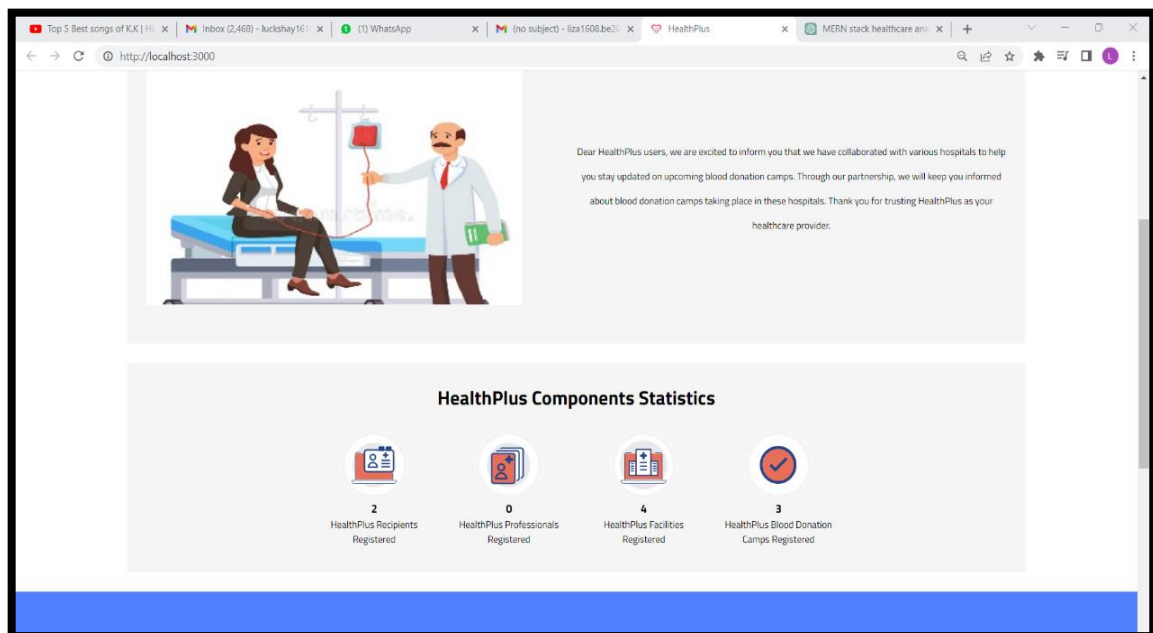 Top 5 Best songs of K.K | Hi
Inbox (2,468) - luckshay161
(1) WhatsApp
(no subject) - liza1608.be20
HealthPlus
MERN stack healthcare ana
http://localhost:3000
L
Dear HealthPlus users, we are excited to inform you that we have collaborated with various hospitals to help
you stay updated on upcoming blood donation camps. Through our partnership, we will keep you informed
about blood donation camps taking place in these hospitals. Thank you for trusting HealthPlus as your
healthcare provider.
HealthPlus Components Statistics
2
HealthPlus Recipients
Registered
0
HealthPlus Professionals
Registered
4
HealthPlus Facilities
Registered
3
HealthPlus Blood Donation
Camps Registered